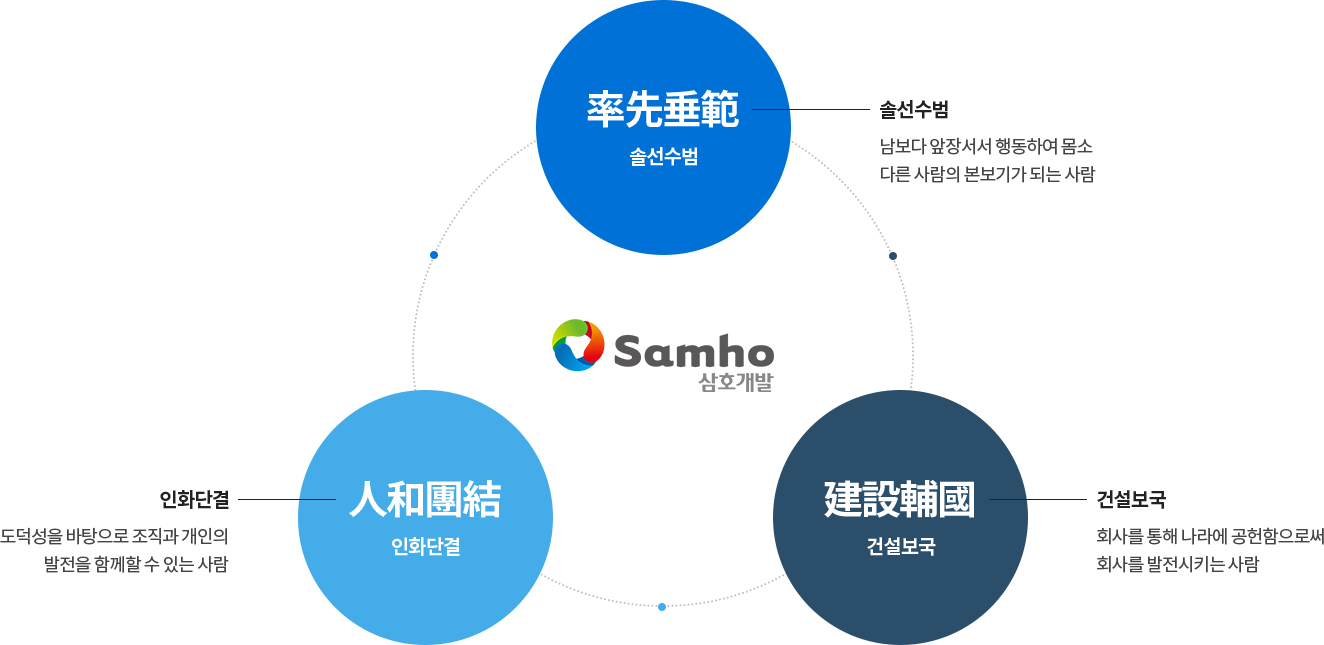 率先垂範
솔선수범
솔선수범
남보다 앞장서서 행동하여 몸소
다른 사람의 본보기가 되는 사람
Samho
삼호개발
인화단결
도덕성을 바탕으로 조직과 개인의
발전을 함께할 수 있는 사람
人和團結
인화단결
建設輔國
건설보국
건설보국
회사를 통해 나라에 공헌함으로써
회사를 발전시키는 사람